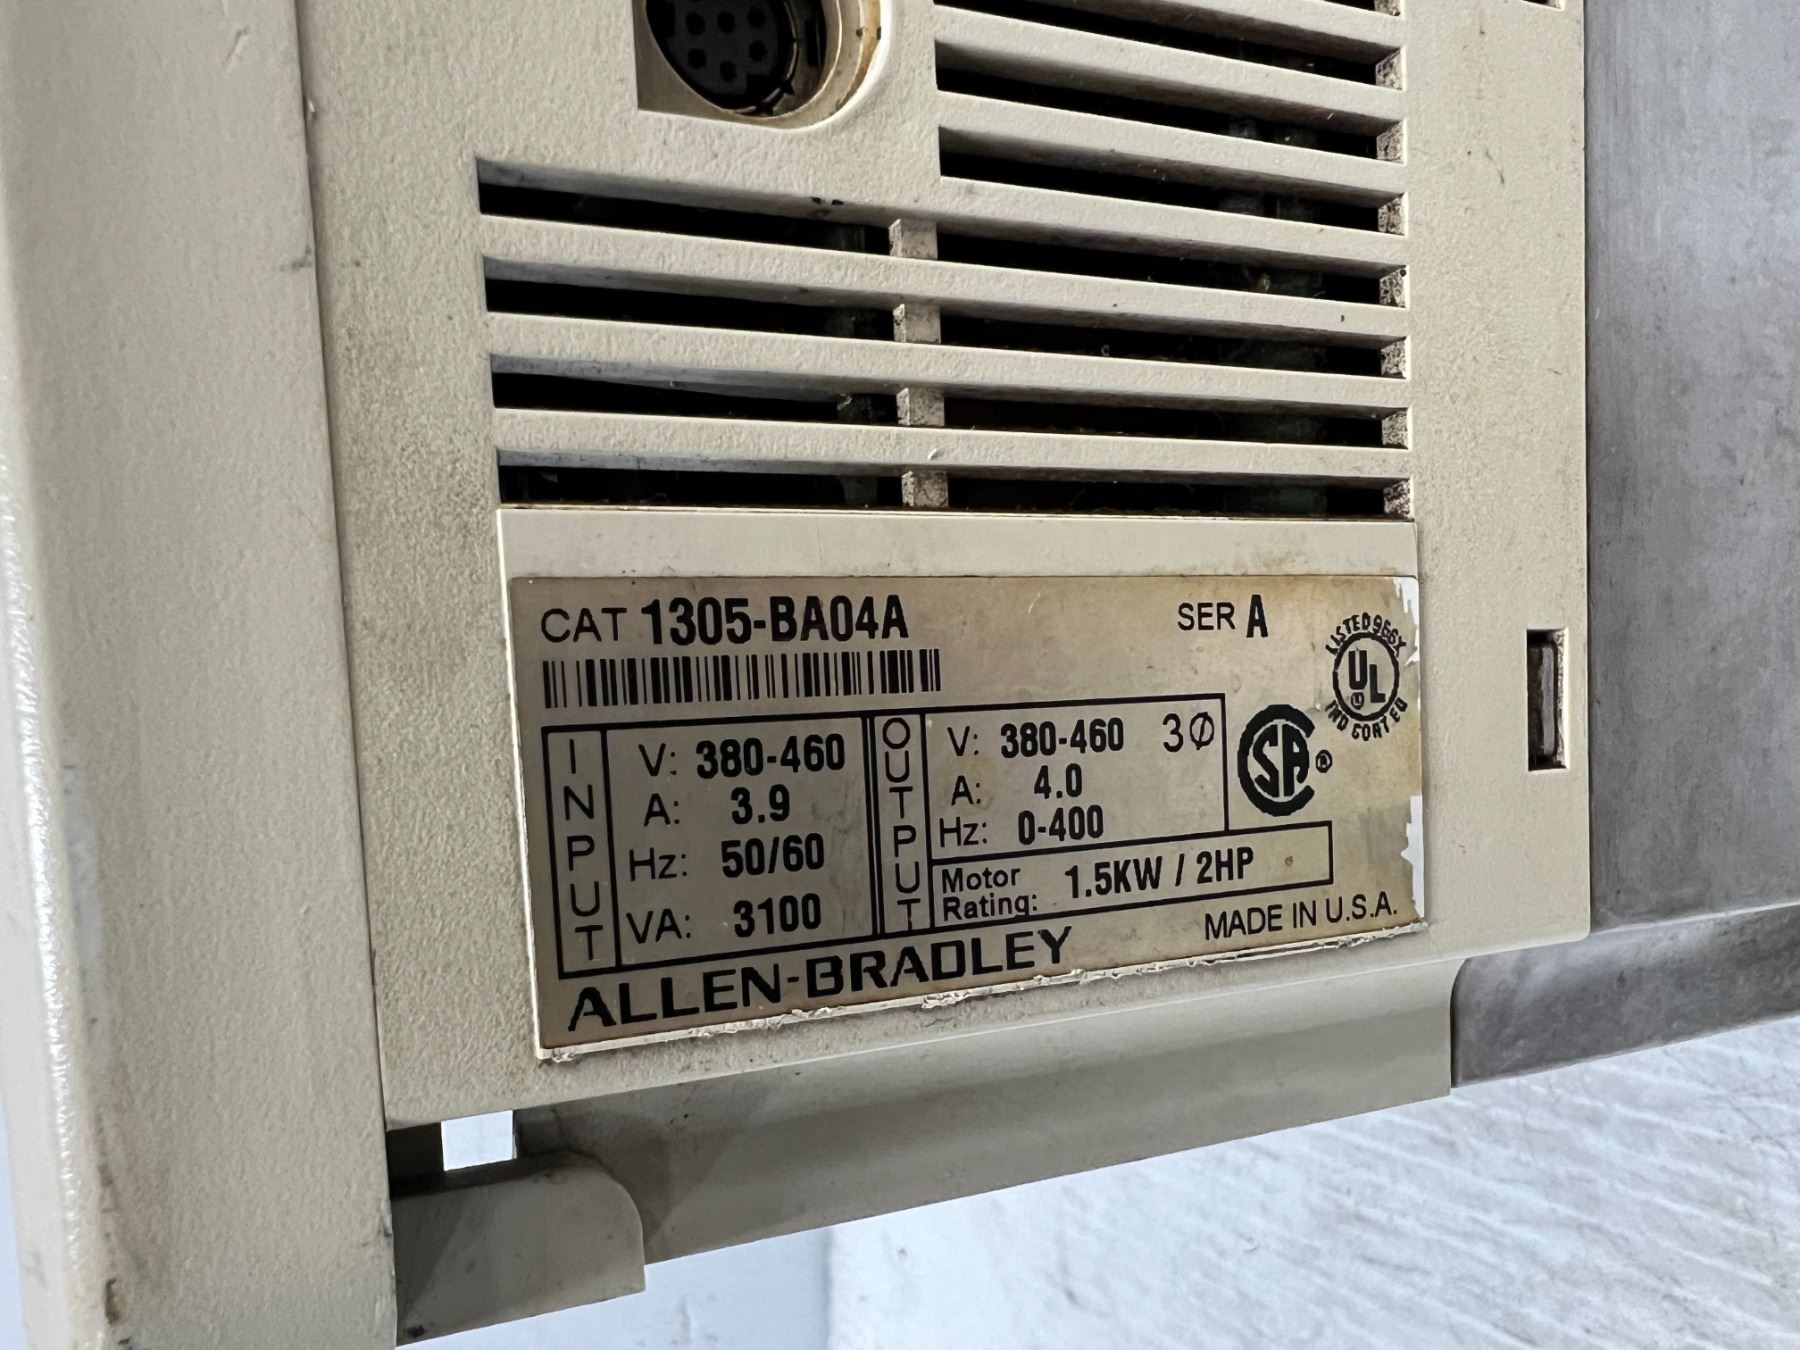 CAT 1305-BA04A SER A
LISTED 966X
UL
IND CONT EQ
INPUT
V: 380-460
A: 3.9
Hz: 50/60
VA: 3100
OUTPUT
V: 380-460 3Ø
A: 4.0
Hz: 0-400
Motor Rating: 1.5KW / 2HP
SA ®
MADE IN U.S.A.
ALLEN-BRADLEY